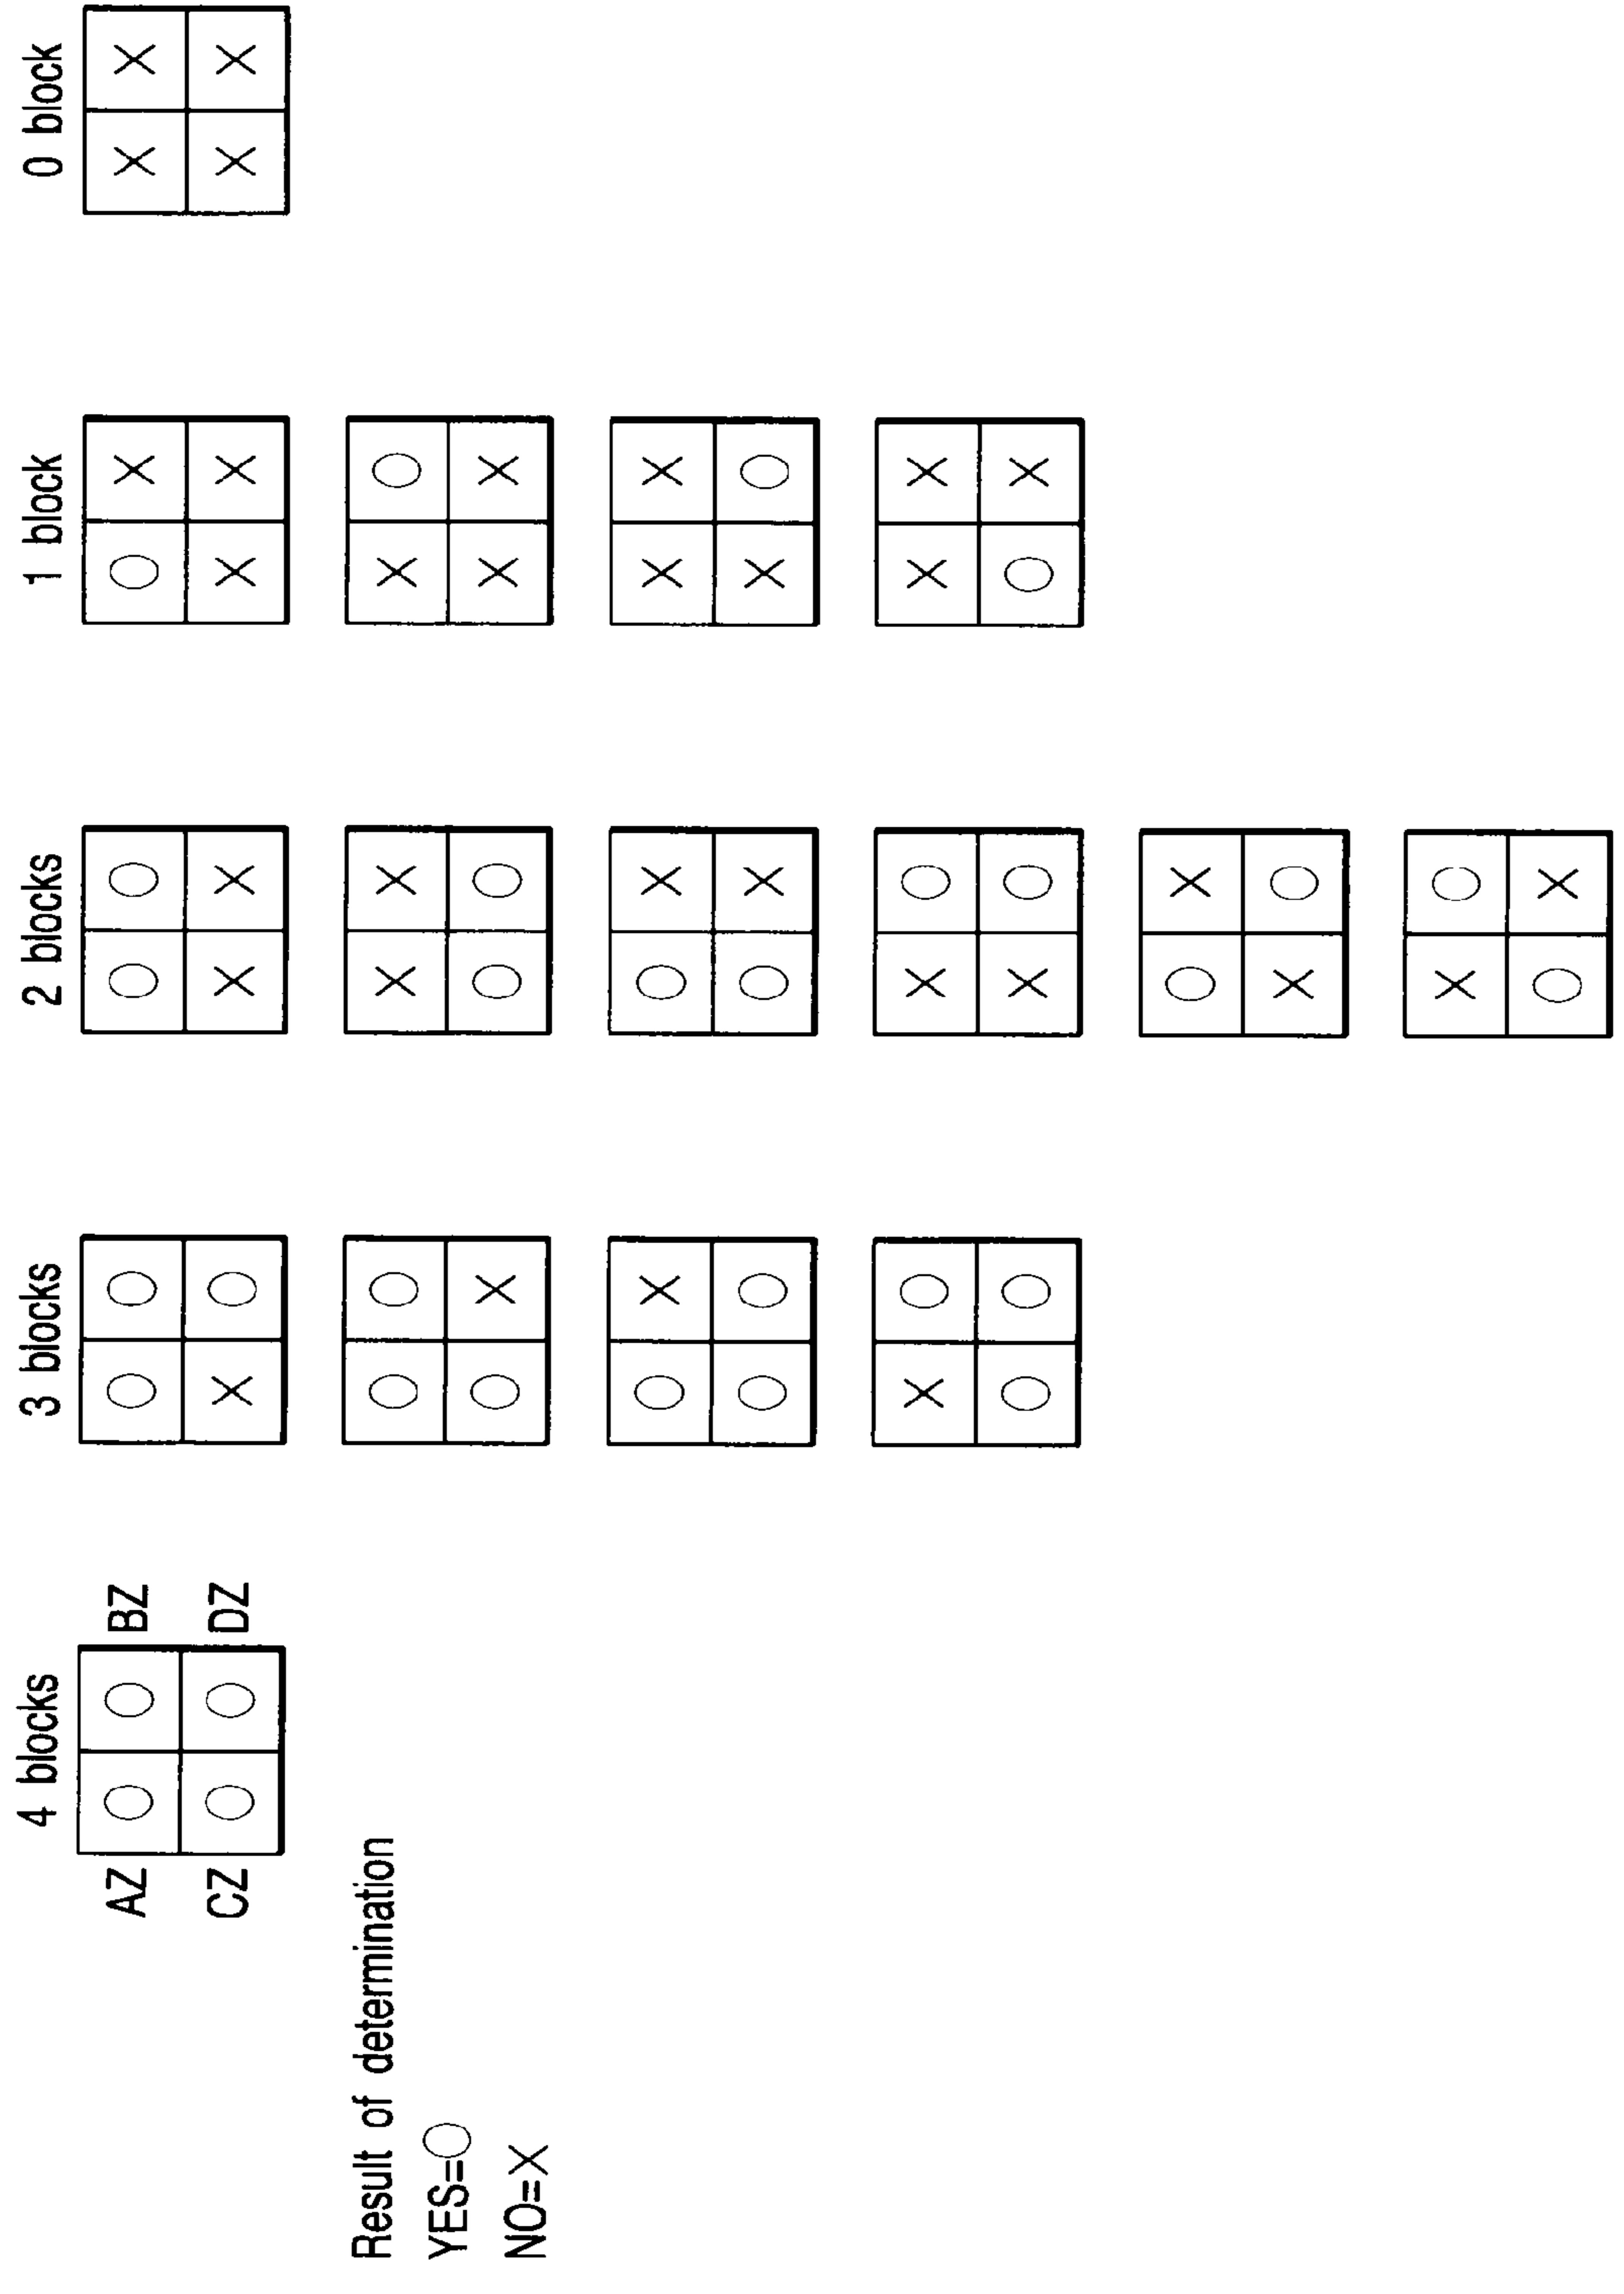 4 blocks 3 blocks 2 blocks 1 block 0 block
AZ ○ ○ BZ ○ ○ ○ ○ ○ X X X
CZ ○ ○ DZ X ○ X X X X X X
Result of determination ○ ○ X X X ○
YES=○
○ X ○ ○ X X
NO=X
○ X ○ X X X
○ ○ ○ X X ○
X ○ X ○ X X
○ ○ X ○ ○ X
○ X
X ○
X ○
○ X